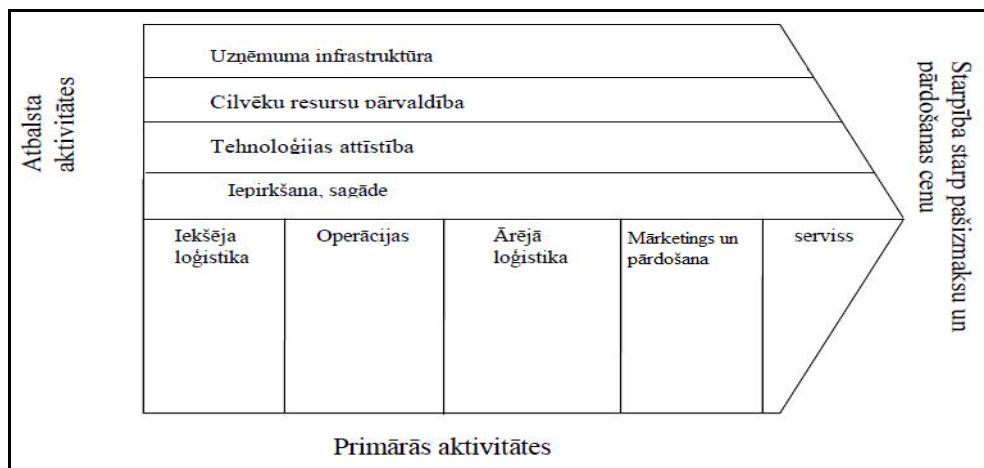 Atbalsta
aktivitātes
Uzņēmuma infrastruktūra
Cilvēku resursu pārvaldība
Tehnoloģijas attīstība
Iepirkšana, sagāde
Iekšēja
loģistika
Operācijas
Ārējā
loģistika
Mārketings un
pārdošana
serviss
Starpība starp pašizmaksu un
pārdošanas cenu
Primārās aktivitātes